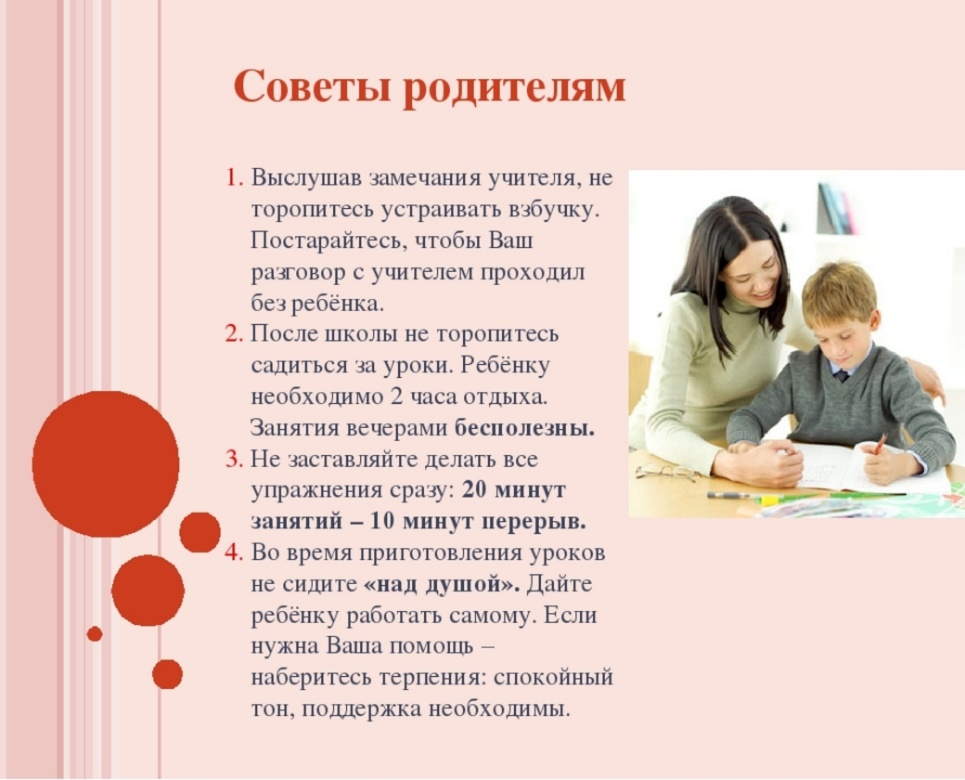 Советы родителям
1. Выслушав замечания учителя, не
торопитесь устраивать взбучку.
Постарайтесь, чтобы Ваш
разговор с учителем проходил
без ребёнка.
2. После школы не торопитесь
садиться за уроки. Ребёнку
необходимо 2 часа отдыха.
Занятия вечерами бесполезны.
3. Не заставляйте делать все
упражнения сразу: 20 минут
занятий – 10 минут перерыв.
4. Во время приготовления уроков
не сидите «над душой». Дайте
ребёнку работать самому. Если
нужна Ваша помощь –
наберитесь терпения: спокойный
тон, поддержка необходимы.